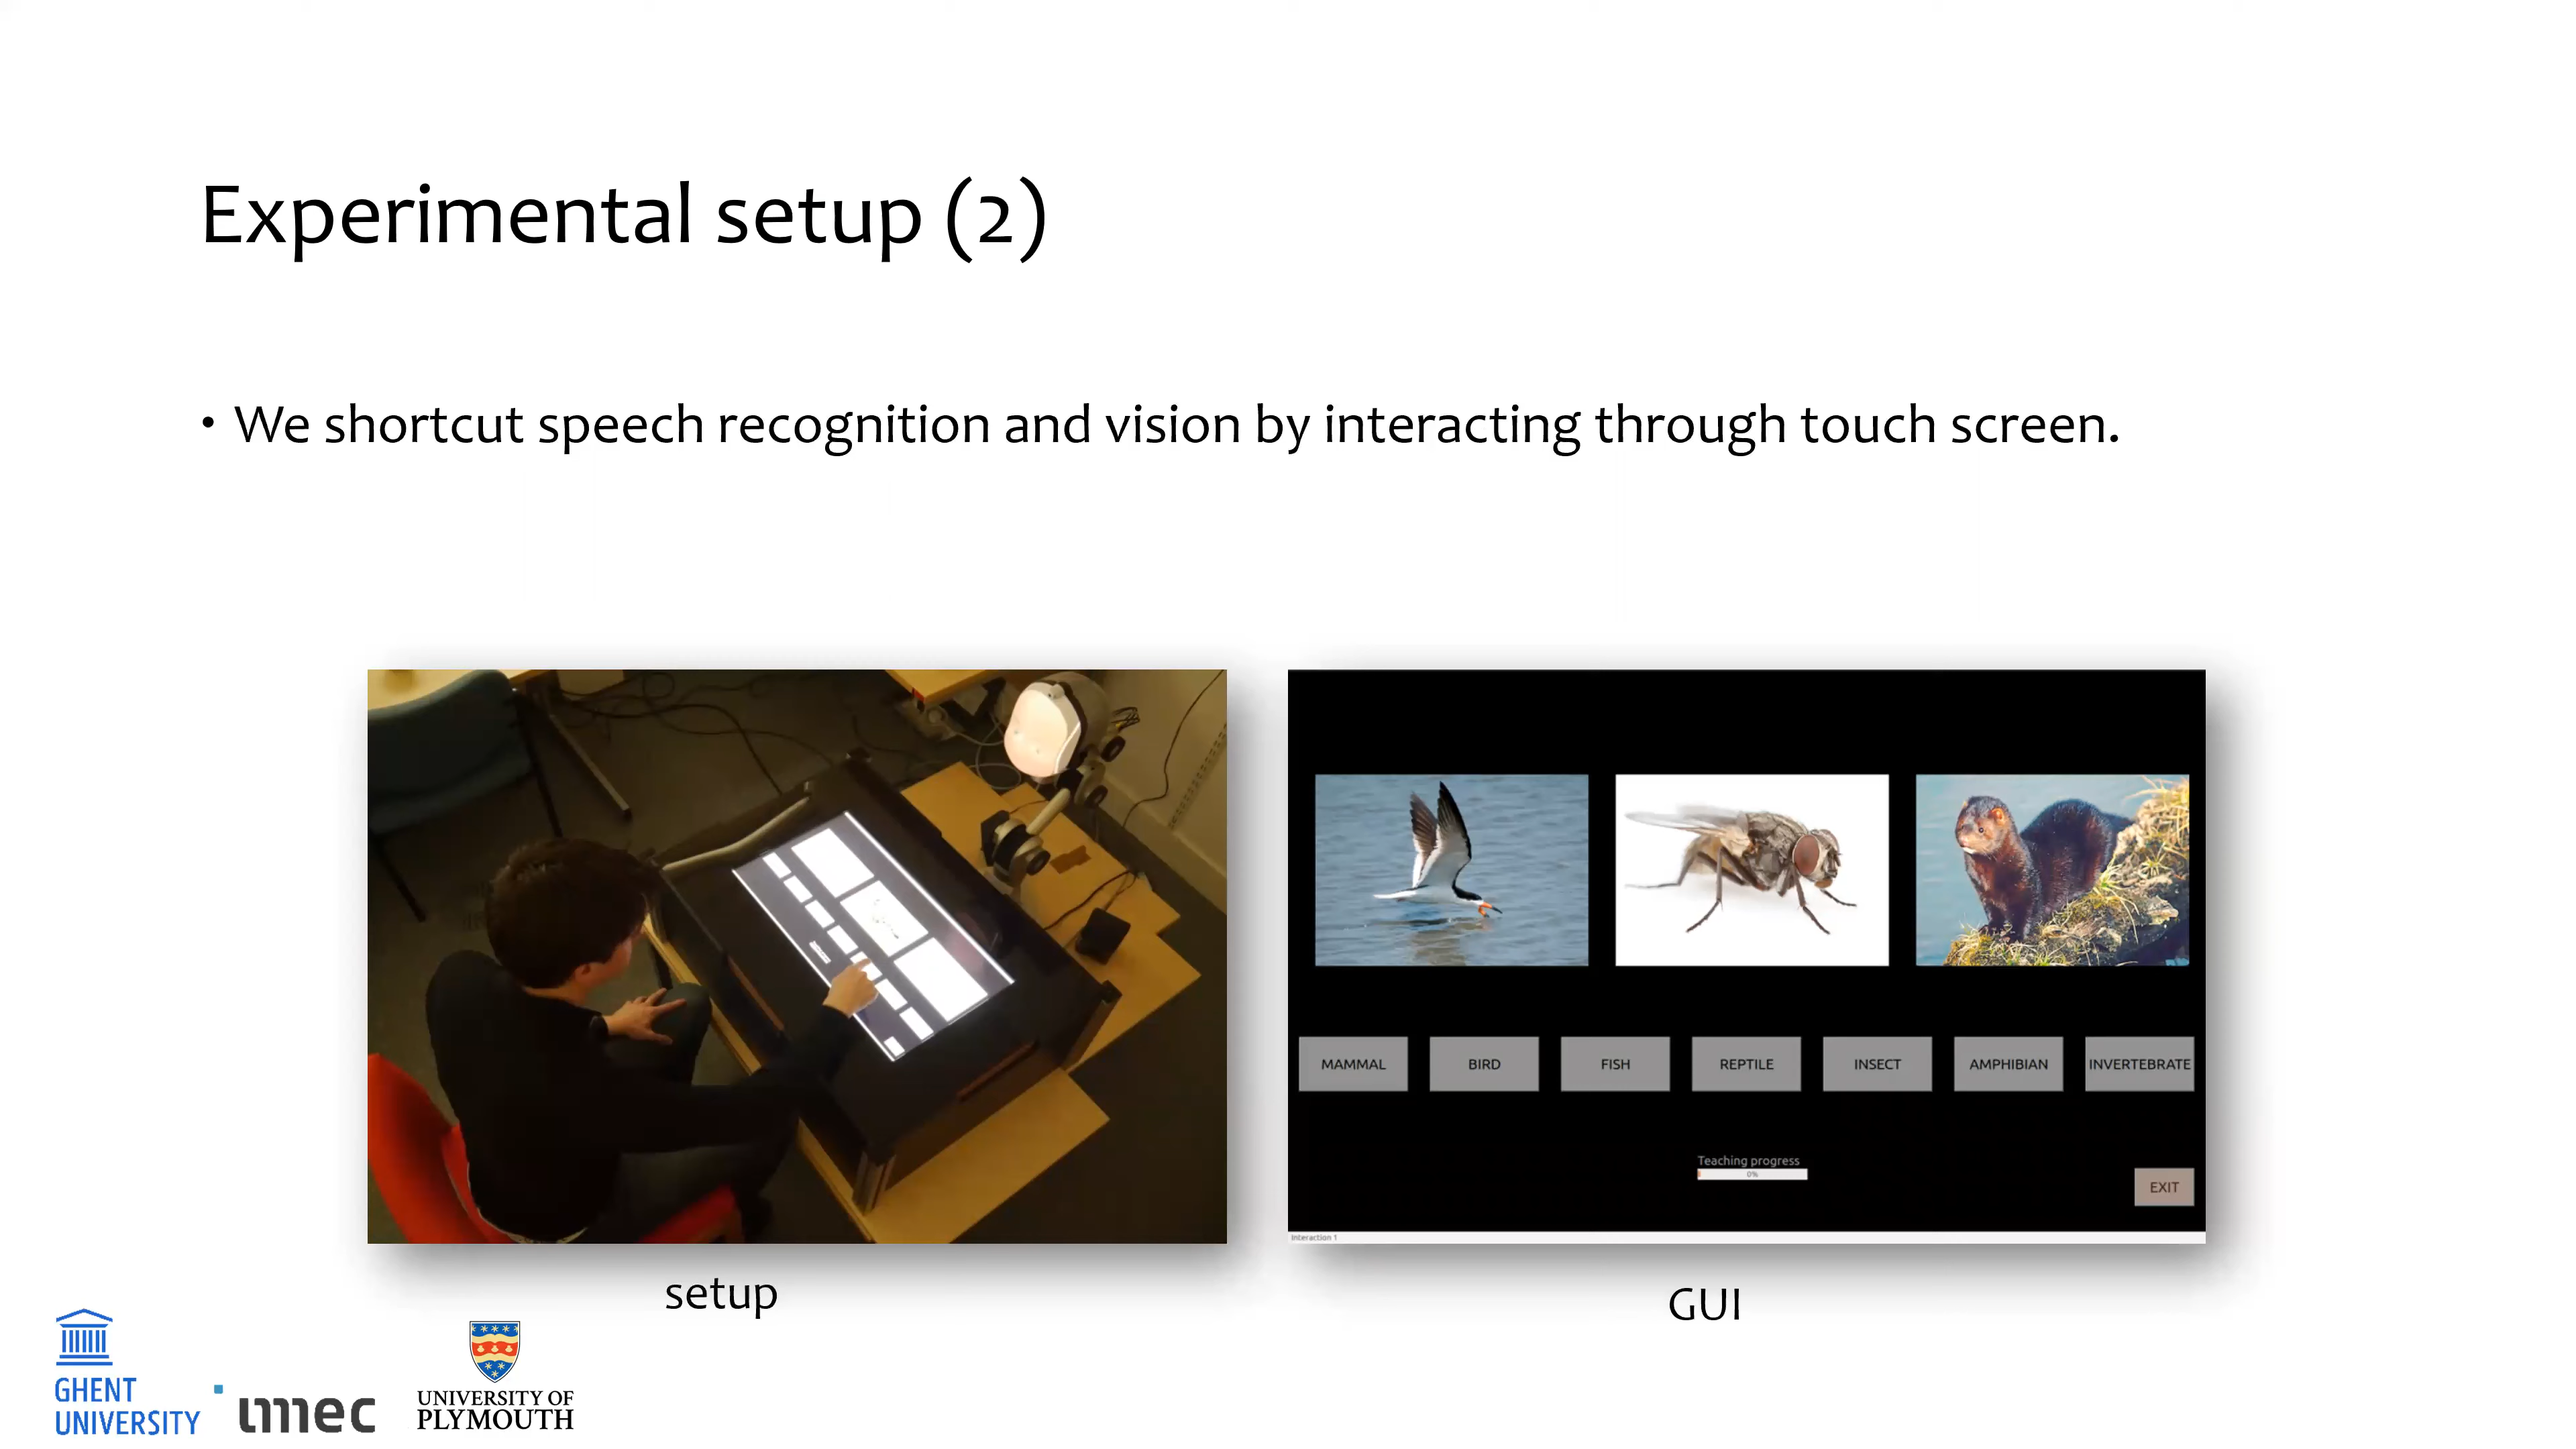 Experimental setup (2)
• We shortcut speech recognition and vision by interacting through touch screen.
MAMMAL
BIRD
FISH
REPTILE
INSECT
AMPHIBIAN
INVERTEBRATE
Teaching progress
0%
EXIT
Interaction 1
setup
GUI
GHENT
UNIVERSITY
imec
UNIVERSITY OF
PLYMOUTH